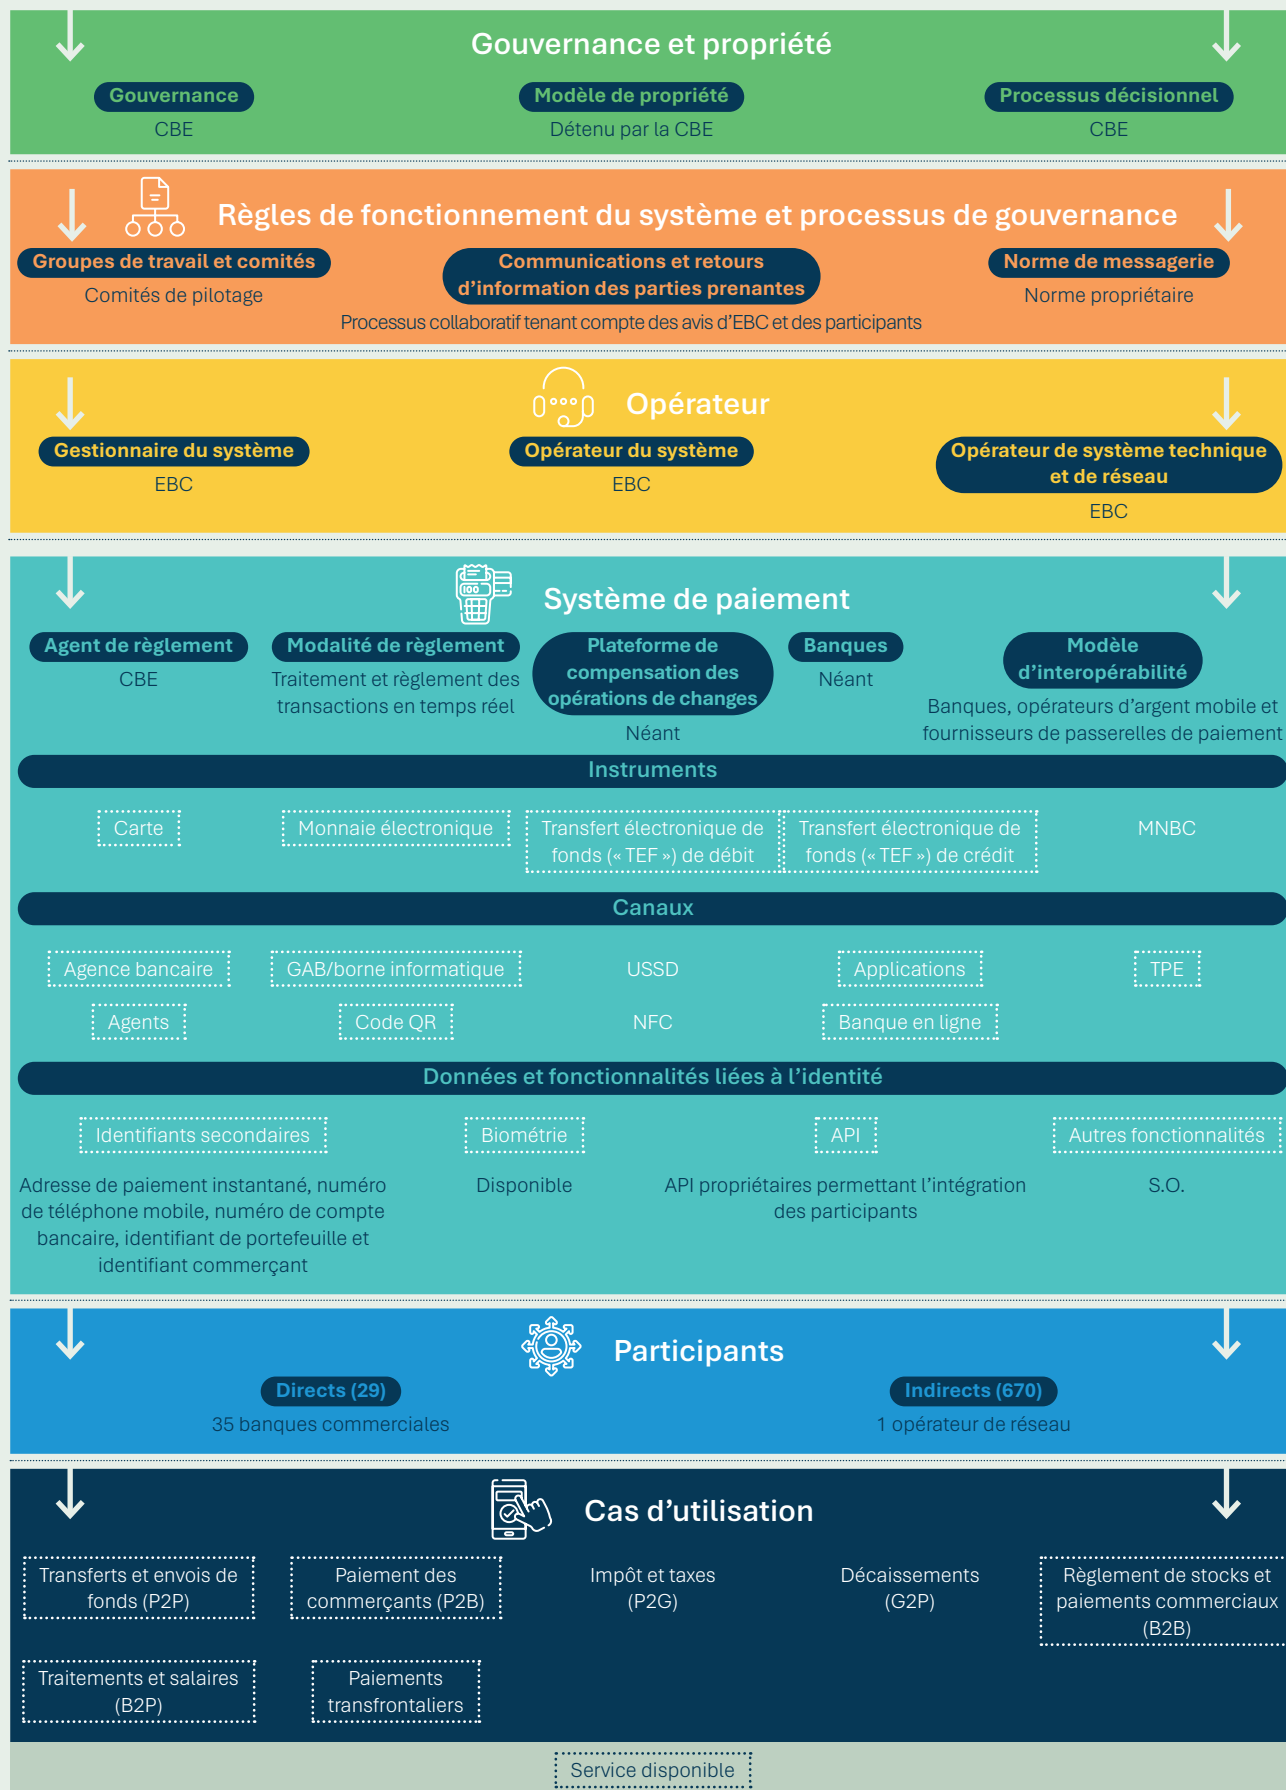 Gouvernance et propriété
Gouvernance
CBE
Modèle de propriété
Détenu par la CBE
Processus décisionnel
CBE
Règles de fonctionnement du système et processus de gouvernance
Groupes de travail et comités
Comités de pilotage
Communications et retours
d’information des parties prenantes
Processus collaboratif tenant compte des avis d’EBC et des participants
Norme de messagerie
Norme propriétaire
Opérateur
Gestionnaire du système
EBC
Opérateur du système
EBC
Opérateur de système technique
et de réseau
EBC
Système de paiement
Agent de règlement
CBE
Modalité de règlement
Traitement et règlement des
transactions en temps réel
Plateforme de
compensation des
opérations de changes
Néant
Banques
Néant
Modèle
d’interopérabilité
Banques, opérateurs d’argent mobile et
fournisseurs de passerelles de paiement
Instruments
Carte
Monnaie électronique
Transfert électronique de
fonds (« TEF ») de débit
Transfert électronique de
fonds (« TEF ») de crédit
MNBC
Canaux
Agence bancaire
GAB/borne informatique
USSD
Applications
TPE
Agents
Code QR
NFC
Banque en ligne
Données et fonctionnalités liées à l’identité
Identifiants secondaires
Adresse de paiement instantané, numéro
de téléphone mobile, numéro de compte
bancaire, identifiant de portefeuille et
identifiant commerçant
Biométrie
Disponible
API
API propriétaires permettant l’intégration
des participants
Autres fonctionnalités
S.O.
Participants
Directs (29)
35 banques commerciales
Indirects (670)
1 opérateur de réseau
Cas d’utilisation
Transferts et envois de
fonds (P2P)
Paiement des
commerçants (P2B)
Impôt et taxes
(P2G)
Décaissements
(G2P)
Règlement de stocks et
paiements commerciaux
(B2B)
Traitements et salaires
(B2P)
Paiements
transfrontaliers
Service disponible